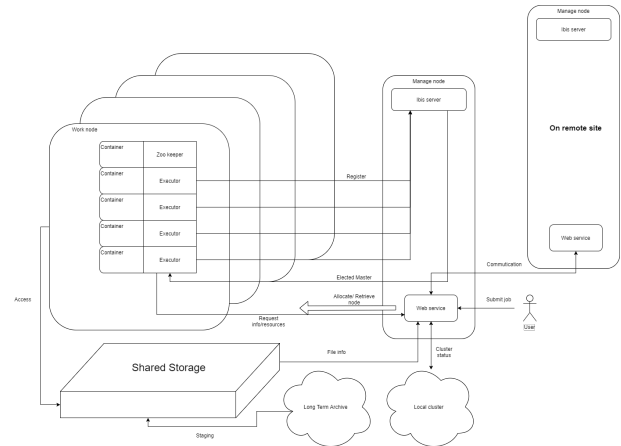 Manage node
ibis server
On remote site
Web service
Manage node
Ibis server
Work node
Container
Zoo keeper
Container
Executor
Container
Executor
Container
Executor
Container
Executor
Register
Elected Master
Allocate/ Retrieve
node
Request
info/resources
Web service
Commutication
Submit job
User
Access
File info
Cluster
status
Shared Storage
Long Term Archive
Local cluster
Staging